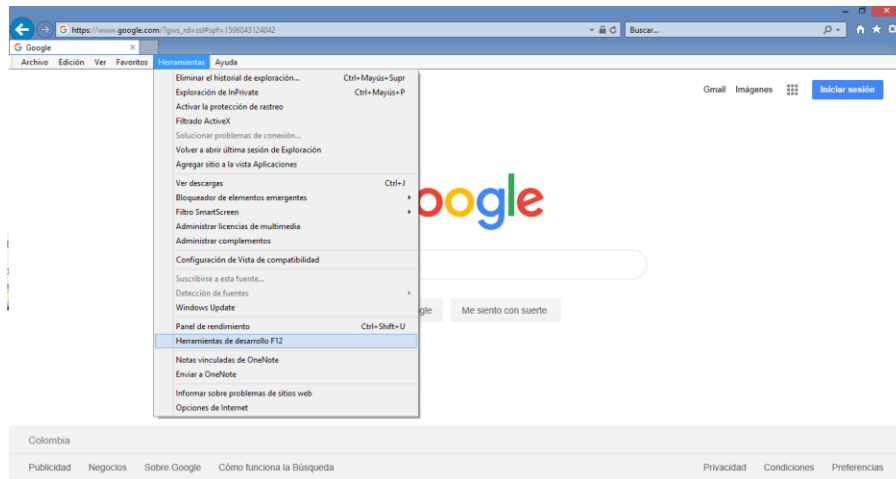 https://www.google.com/?gws_rd=ssl#spf=1596043124042
Buscar...
Google
Archivo Edición Ver Favoritos Herramientas Ayuda
Eliminar el historial de exploración... Ctrl+Mayús+Supr
Exploración de InPrivate Ctrl+Mayús+P
Activar la protección de rastreo
Filtrado ActiveX
Solucionar problemas de conexión...
Volver a abrir última sesión de Exploración
Agregar sitio a la vista Aplicaciones
Ver descargas Ctrl+J
Bloqueador de elementos emergentes
Filtro SmartScreen
Administrar licencias de multimedia
Administrar complementos
Configuración de Vista de compatibilidad
Suscribirse a esta fuente...
Detección de fuentes
Windows Update
Panel de rendimiento Ctrl+Shift+U
Herramientas de desarrollo F12
Notas vinculadas de OneNote
Enviar a OneNote
Informar sobre problemas de sitios web
Opciones de Internet
Gmail Imágenes Iniciar sesión
oogle
gle Me siento con suerte
Colombia
Publicidad Negocios Sobre Google Cómo funciona la Búsqueda Privacidad Condiciones Preferencias